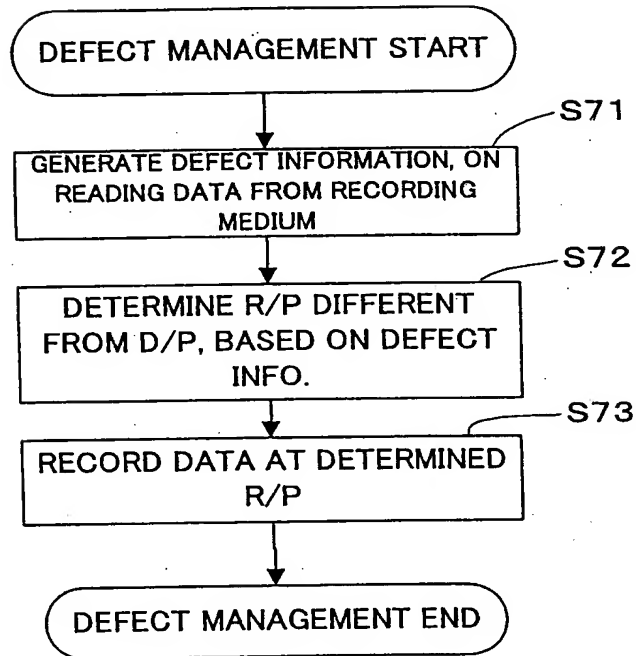 DEFECT MANAGEMENT START
S71
GENERATE DEFECT INFORMATION, ON
READING DATA FROM RECORDING
MEDIUM
S72
DETERMINE R/P DIFFERENT
FROM D/P, BASED ON DEFECT
INFO.
S73
RECORD DATA AT DETERMINED
R/P
DEFECT MANAGEMENT END